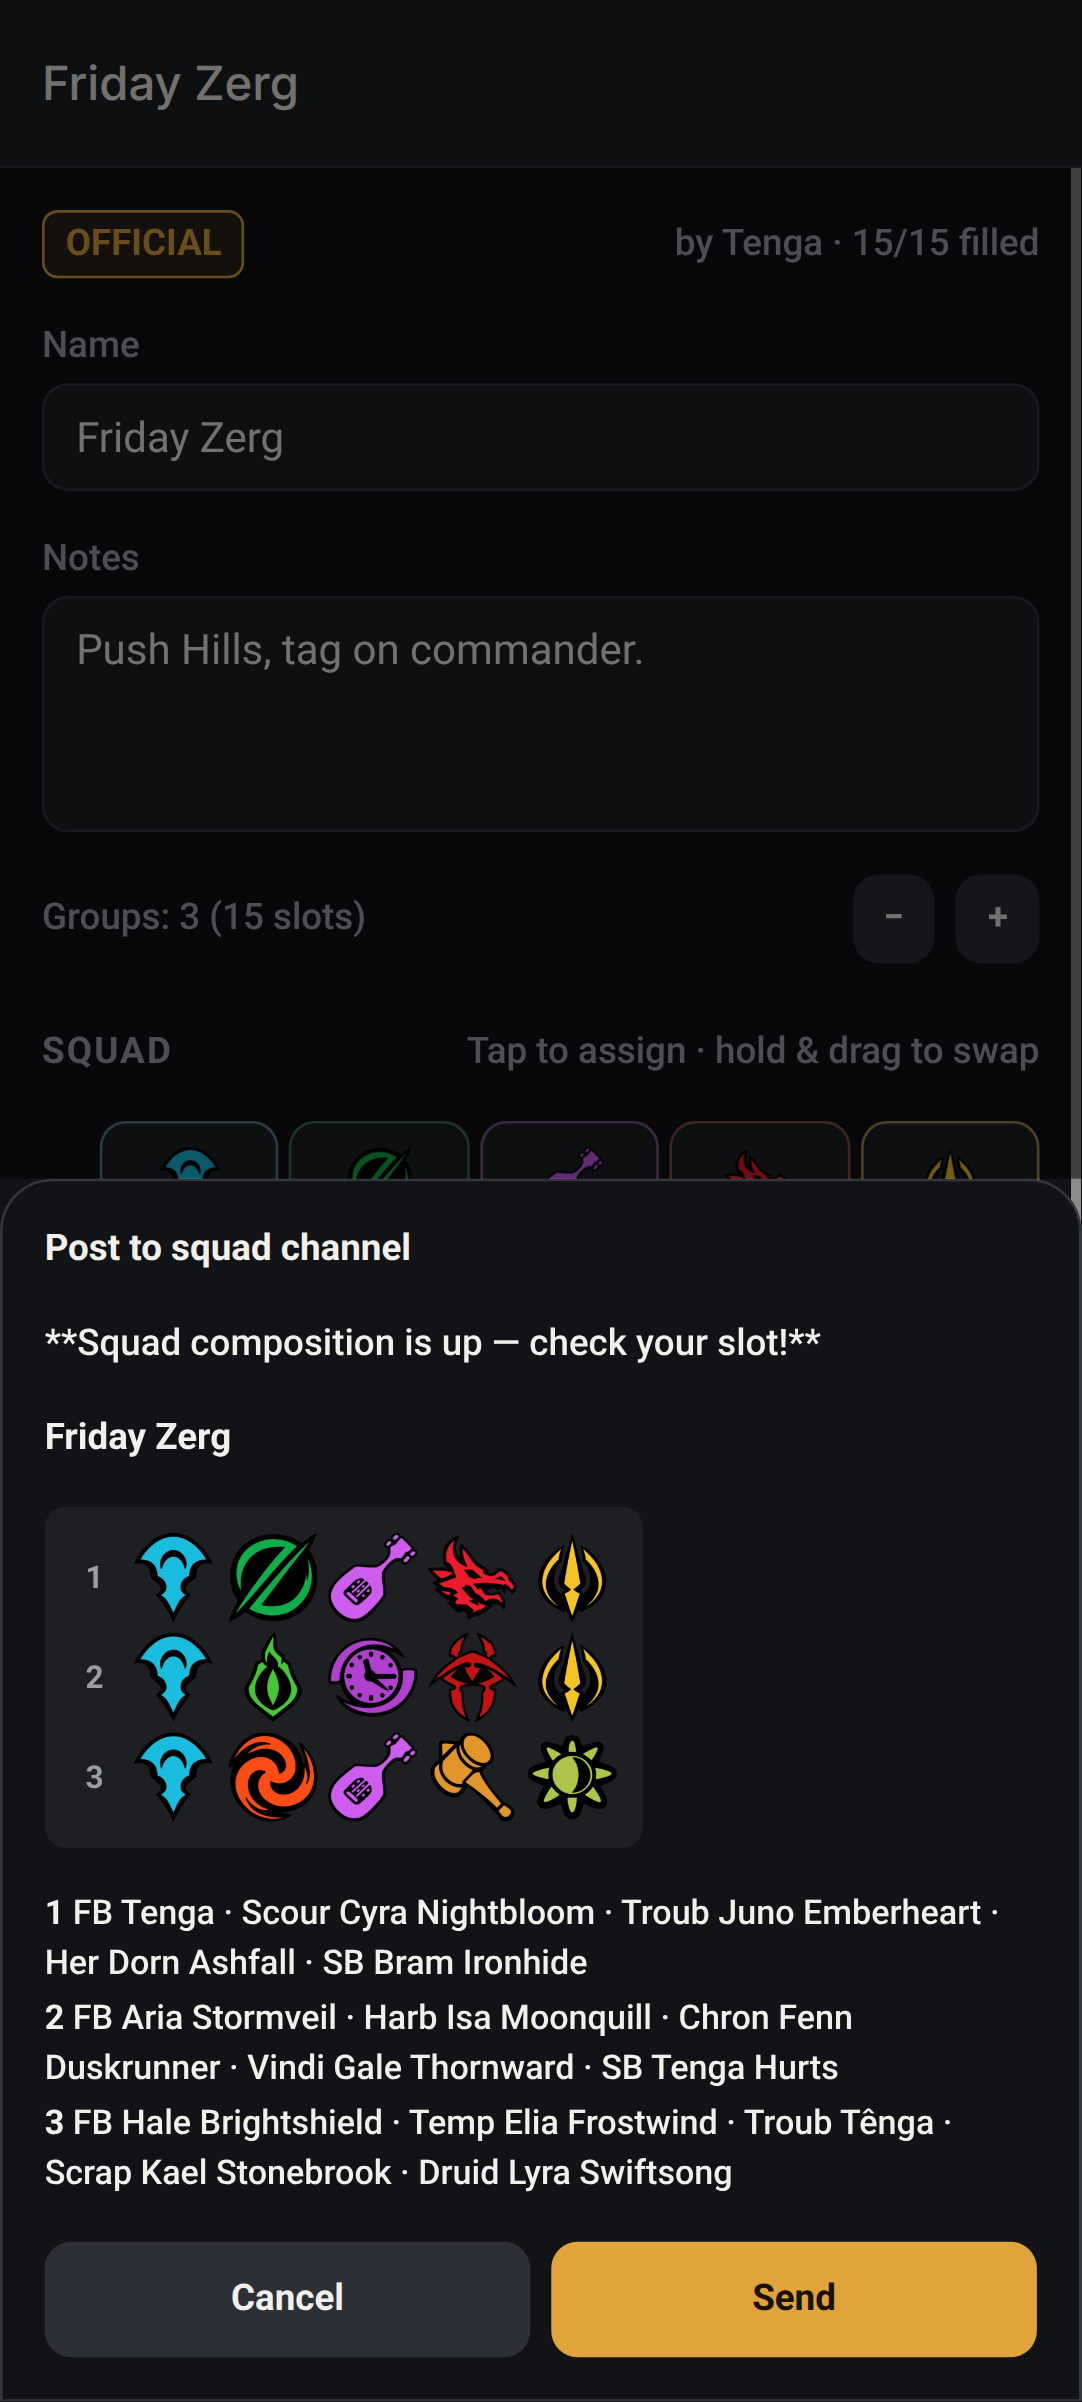 Friday Zerg
OFFICIAL
by Tenga · 15/15 filled
Name
Friday Zerg
Notes
Push Hills, tag on commander.
Groups: 3 (15 slots)
−
+
SQUAD
Tap to assign · hold & drag to swap
Post to squad channel
**Squad composition is up — check your slot!**
Friday Zerg
1
2
3
1 FB Tenga · Scour Cyra Nightbloom · Troub Juno Emberheart ·
Her Dorn Ashfall · SB Bram Ironhide
2 FB Aria Stormveil · Harb Isa Moonquill · Chron Fenn
Duskrunner · Vindi Gale Thornward · SB Tenga Hurts
3 FB Hale Brightshield · Temp Elia Frostwind · Troub Tênga ·
Scrap Kael Stonebrook · Druid Lyra Swiftsong
Cancel
Send